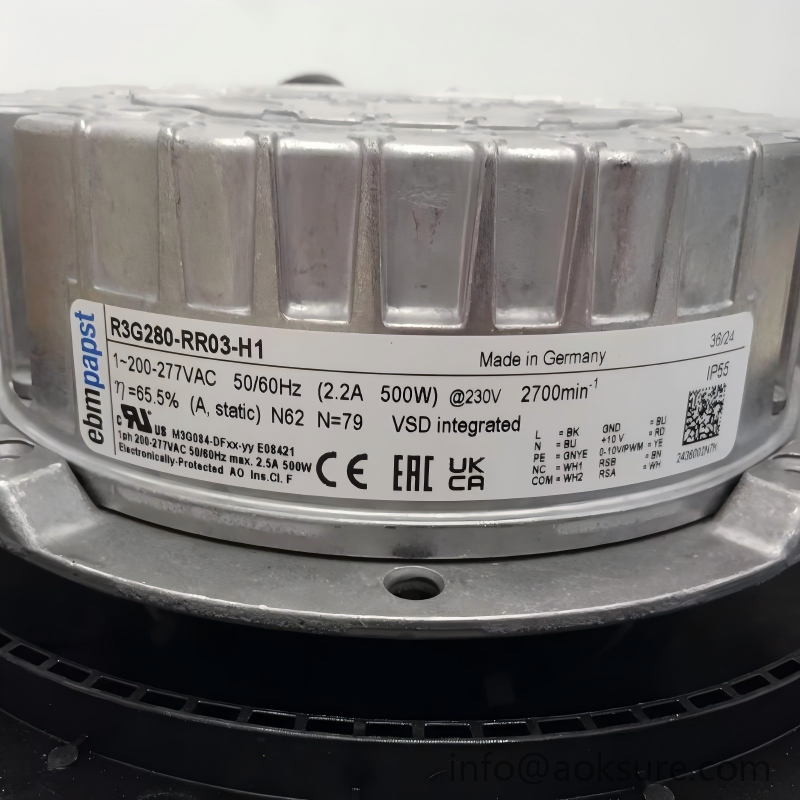 ebmpapst
R3G280-RR03-H1
Made in Germany
36/24
1~200-277VAC 50/60Hz (2.2A 500W) @230V 2700min⁻¹
IP55
η=65.5% (A, static) N62 N=79 VSD integrated
c RU US M3G084-DFxx-yy E08421
1ph 200-277VAC 50/60Hz max. 2.5A 500W
Electronically-Protected AO Ins.Cl. F
CE EAC UK CA
L = BK GND = BU
N = BU +10V = RD
PE = GNYE 0-10V/PWM = YE
NC = WH1 RSB = BN
COM = WH2 RSA = WH
2436002N7K
info@aoksure.com